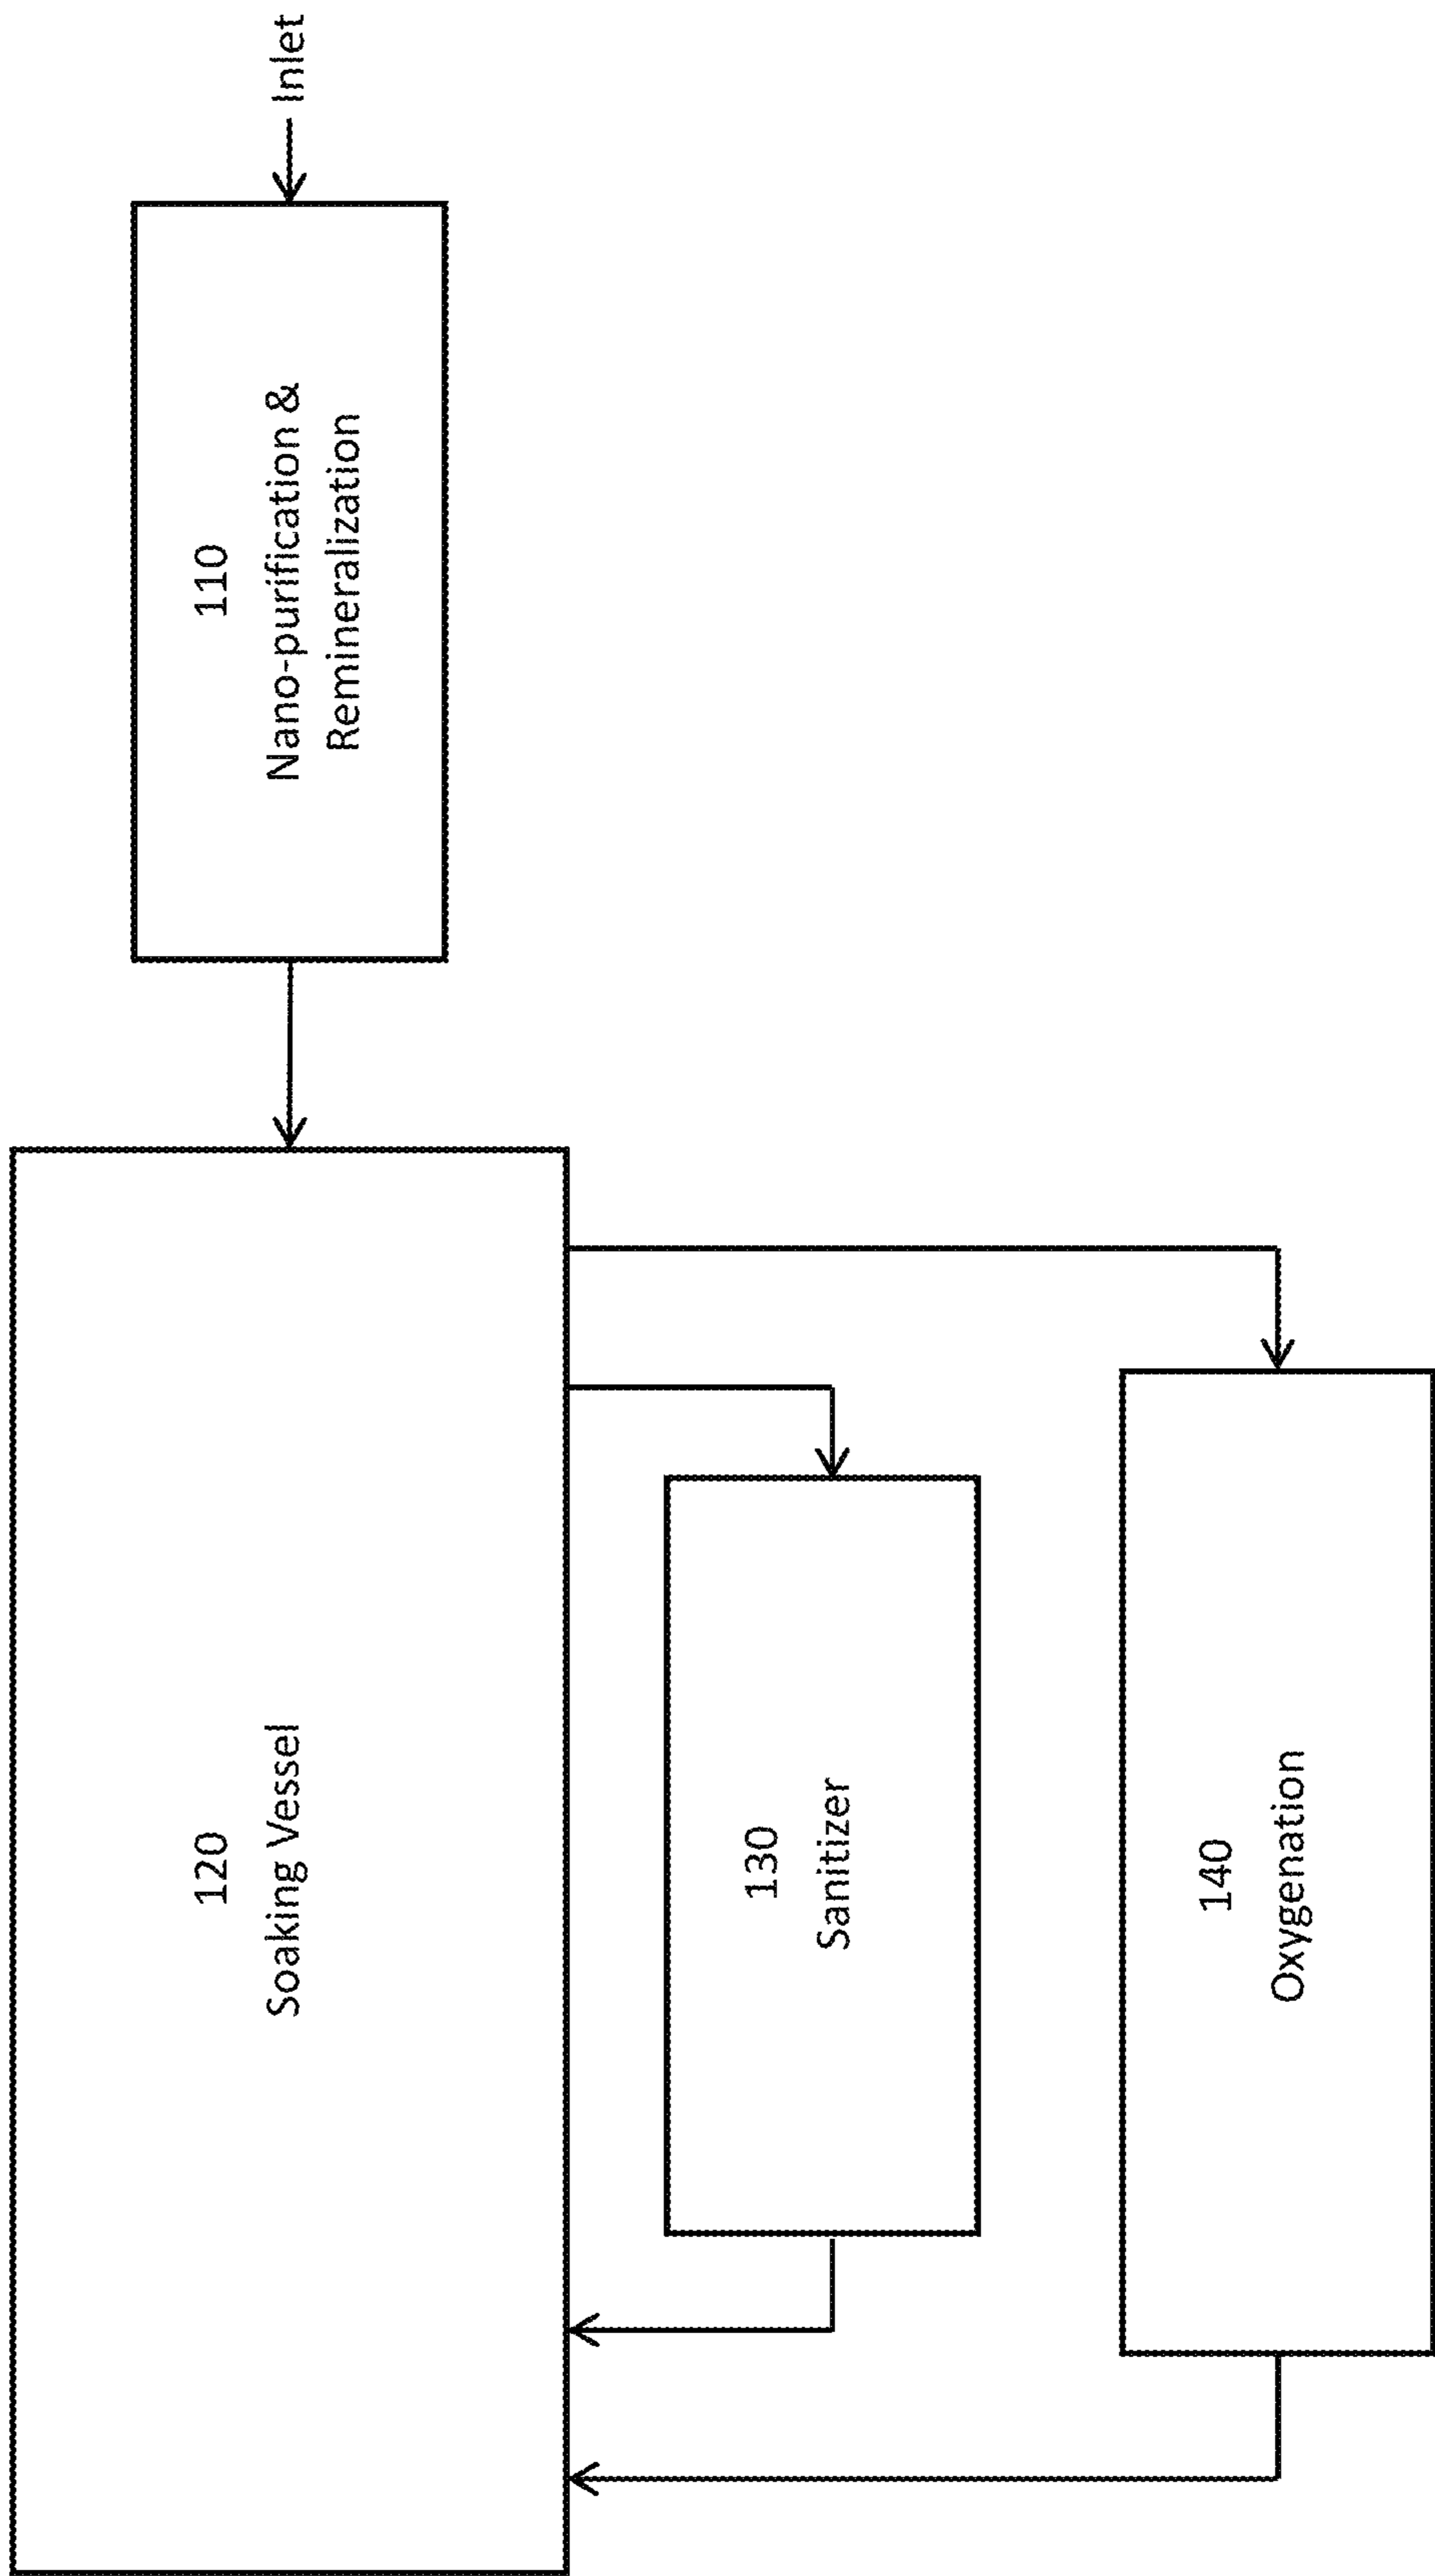 Inlet
110
Nano-purification &
Remineralization
120
Soaking Vessel
130
Sanitizer
140
Oxygenation